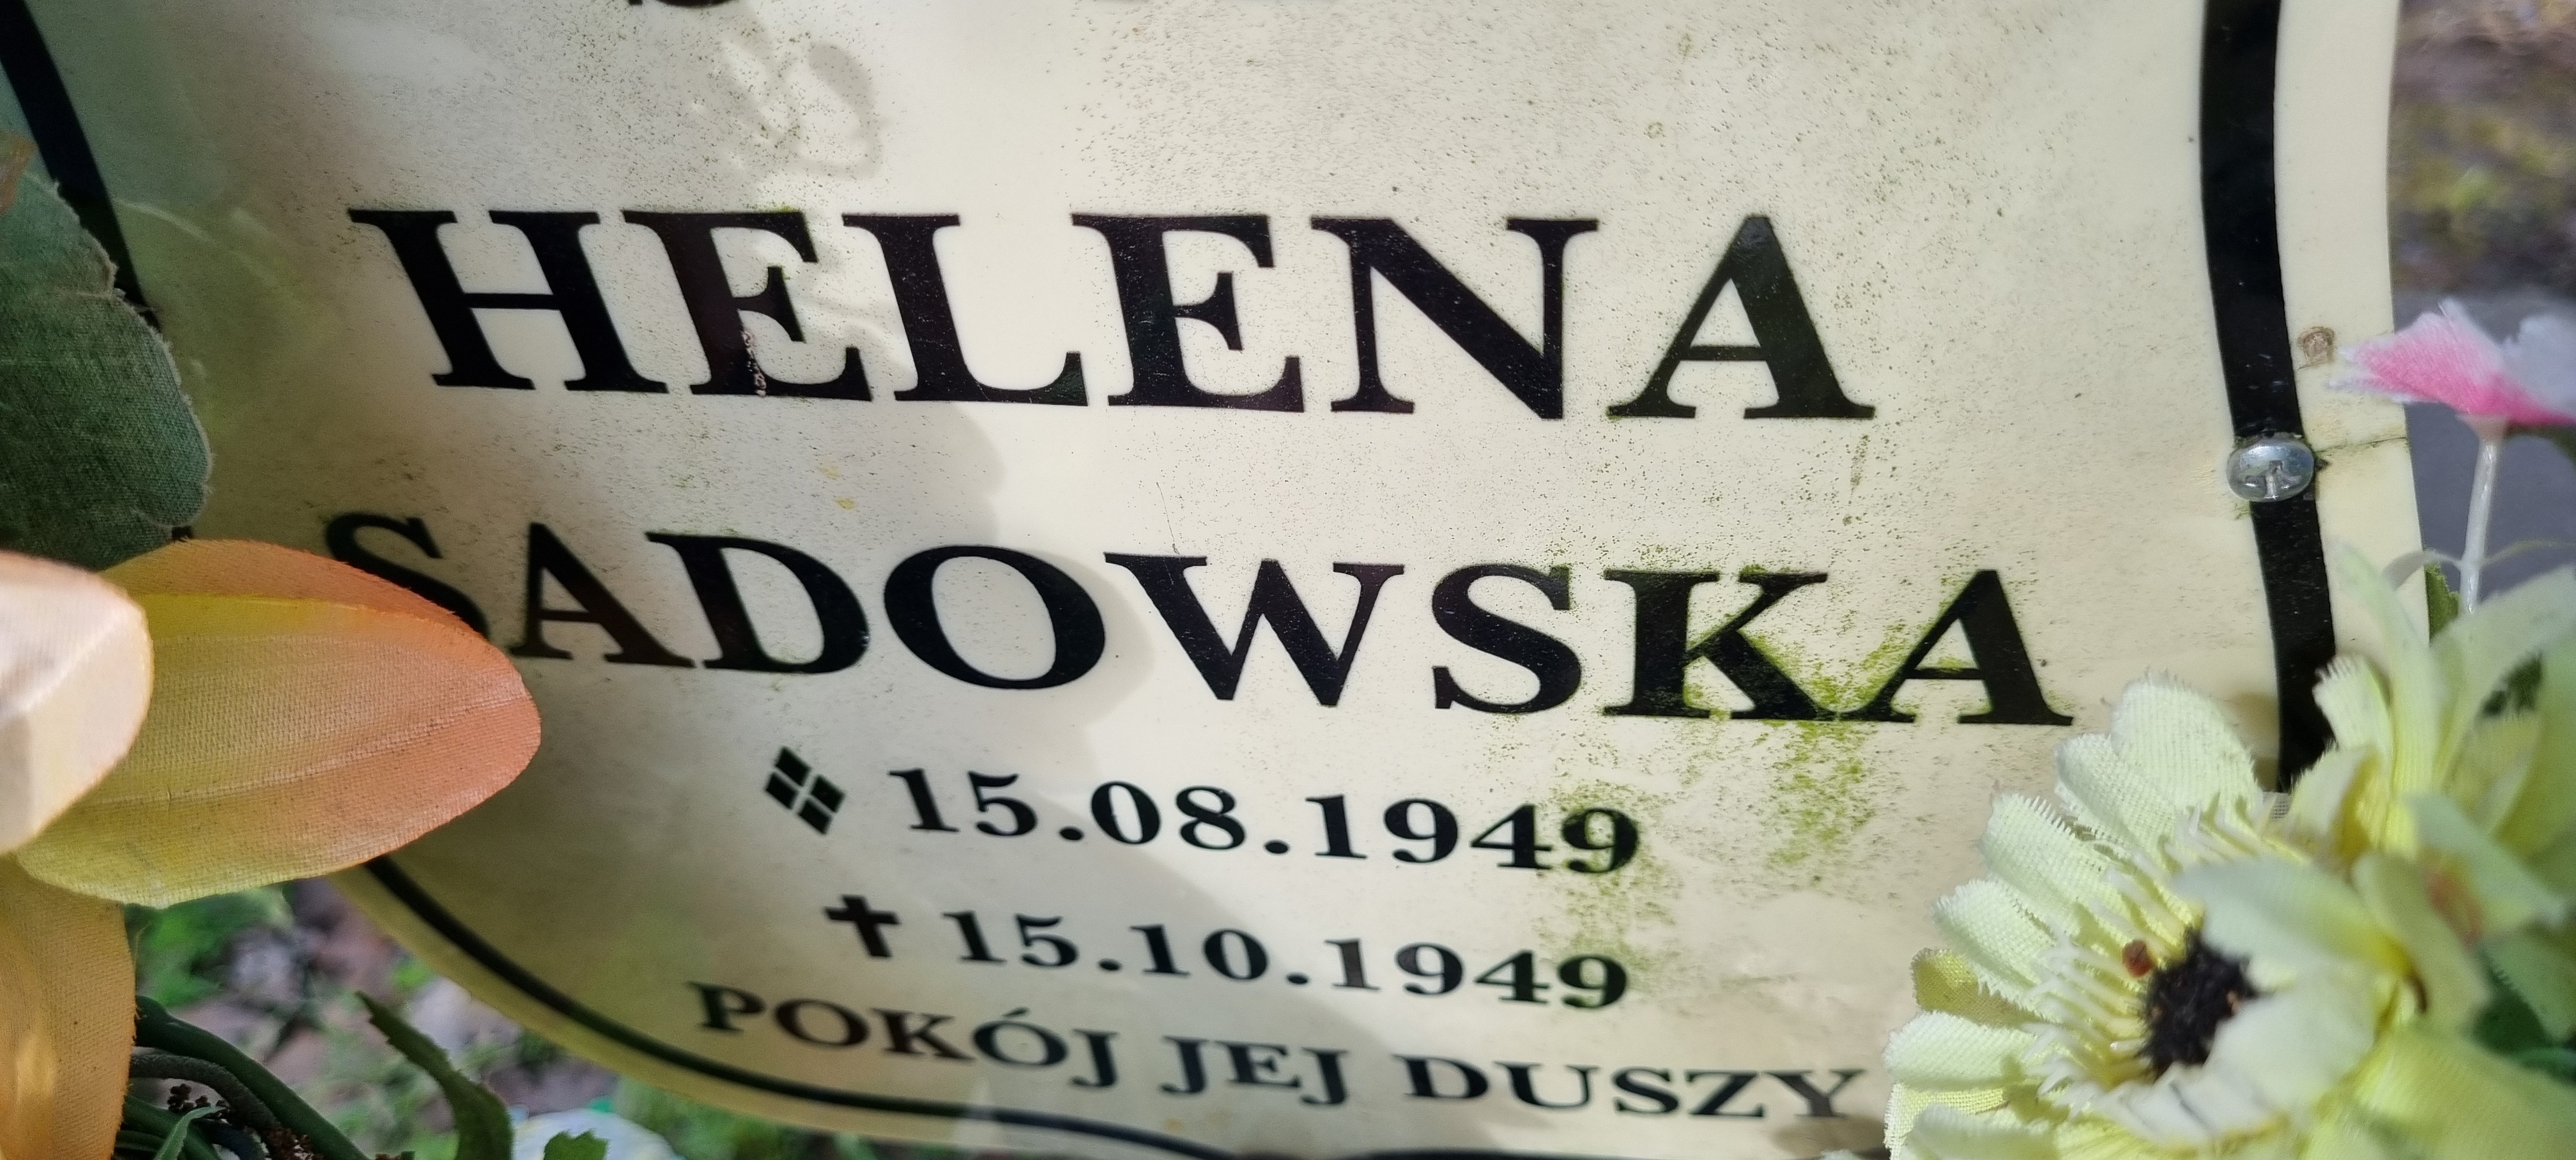 HELENA
SADOWSKA
❖ 15.08.1949
✝ 15.10.1949
POKÓJ JEJ DUSZY